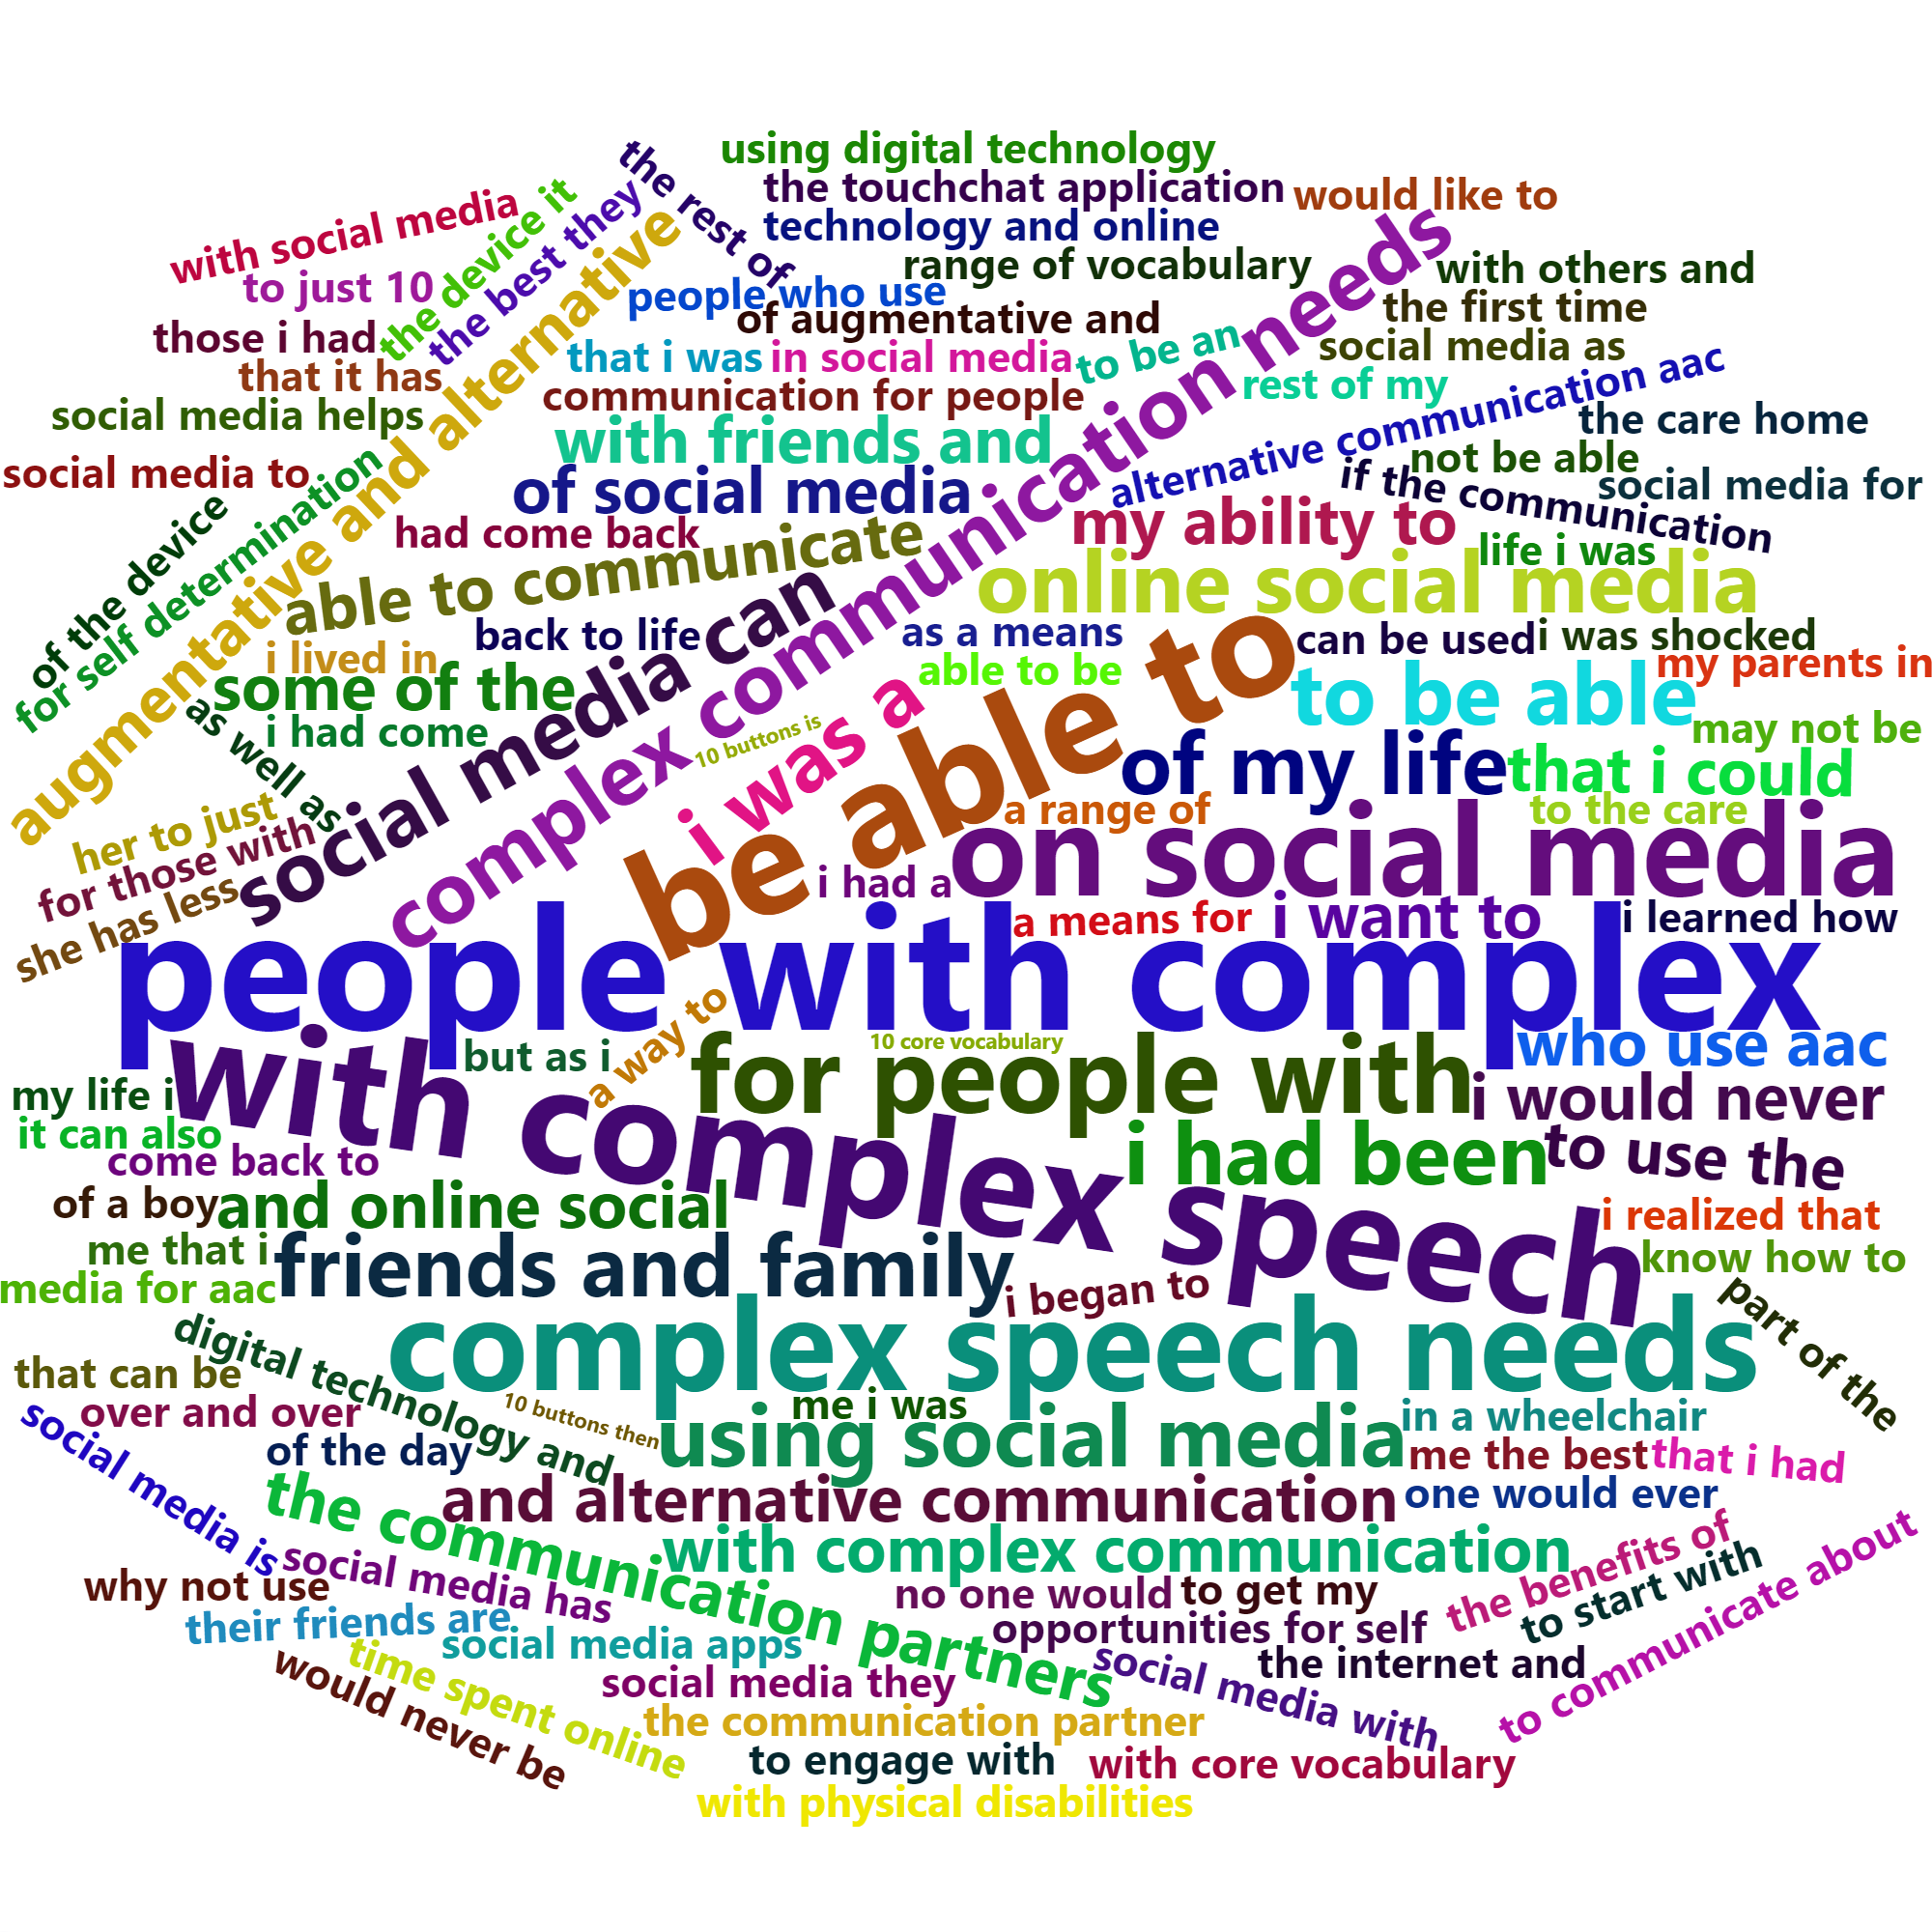 using digital technology
the rest of
the touchchat application
would like to
with social media
the device it
the best they
technology and online
range of vocabulary
with others and
to just 10
people who use
the first time
those i had
of augmentative and
social media as
that i was
in social media
to be an
that it has
communication for people
rest of my
alternative communication aac
social media helps
the care home
with friends and
augmentative and alternative
complex communication needs
not be able
social media to
of social media
if the communication
social media for
had come back
my ability to
of the device
for self determination
able to communicate
life i was
online social media
back to life
as a means
can be used
i was shocked
i lived in
able to be
my parents in
some of the
to be able
as well as
i had come
social media can
10 buttons is
i was a
be able to
may not be
of my life
that i could
her to just
a range of
to the care
for those with
on social media
i had a
she has less
a means for
i want to
i learned how
people with complex
a way to
but as i
10 core vocabulary
who use aac
for people with
my life i
with complex speech
i would never
it can also
come back to
i had been
to use the
of a boy
and online social
i realized that
me that i
friends and family
know how to
media for aac
i began to
part of the
digital technology and
complex speech needs
that can be
over and over
10 buttons then
me i was
in a wheelchair
social media is
of the day
using social media
me the best
that i had
the communication partners
and alternative communication
one would ever
with complex communication
the benefits of
to start with
to communicate about
why not use
social media has
no one would
to get my
their friends are
social media apps
opportunities for self
would never be
time spent online
social media they
social media with
the internet and
the communication partner
to engage with
with core vocabulary
with physical disabilities